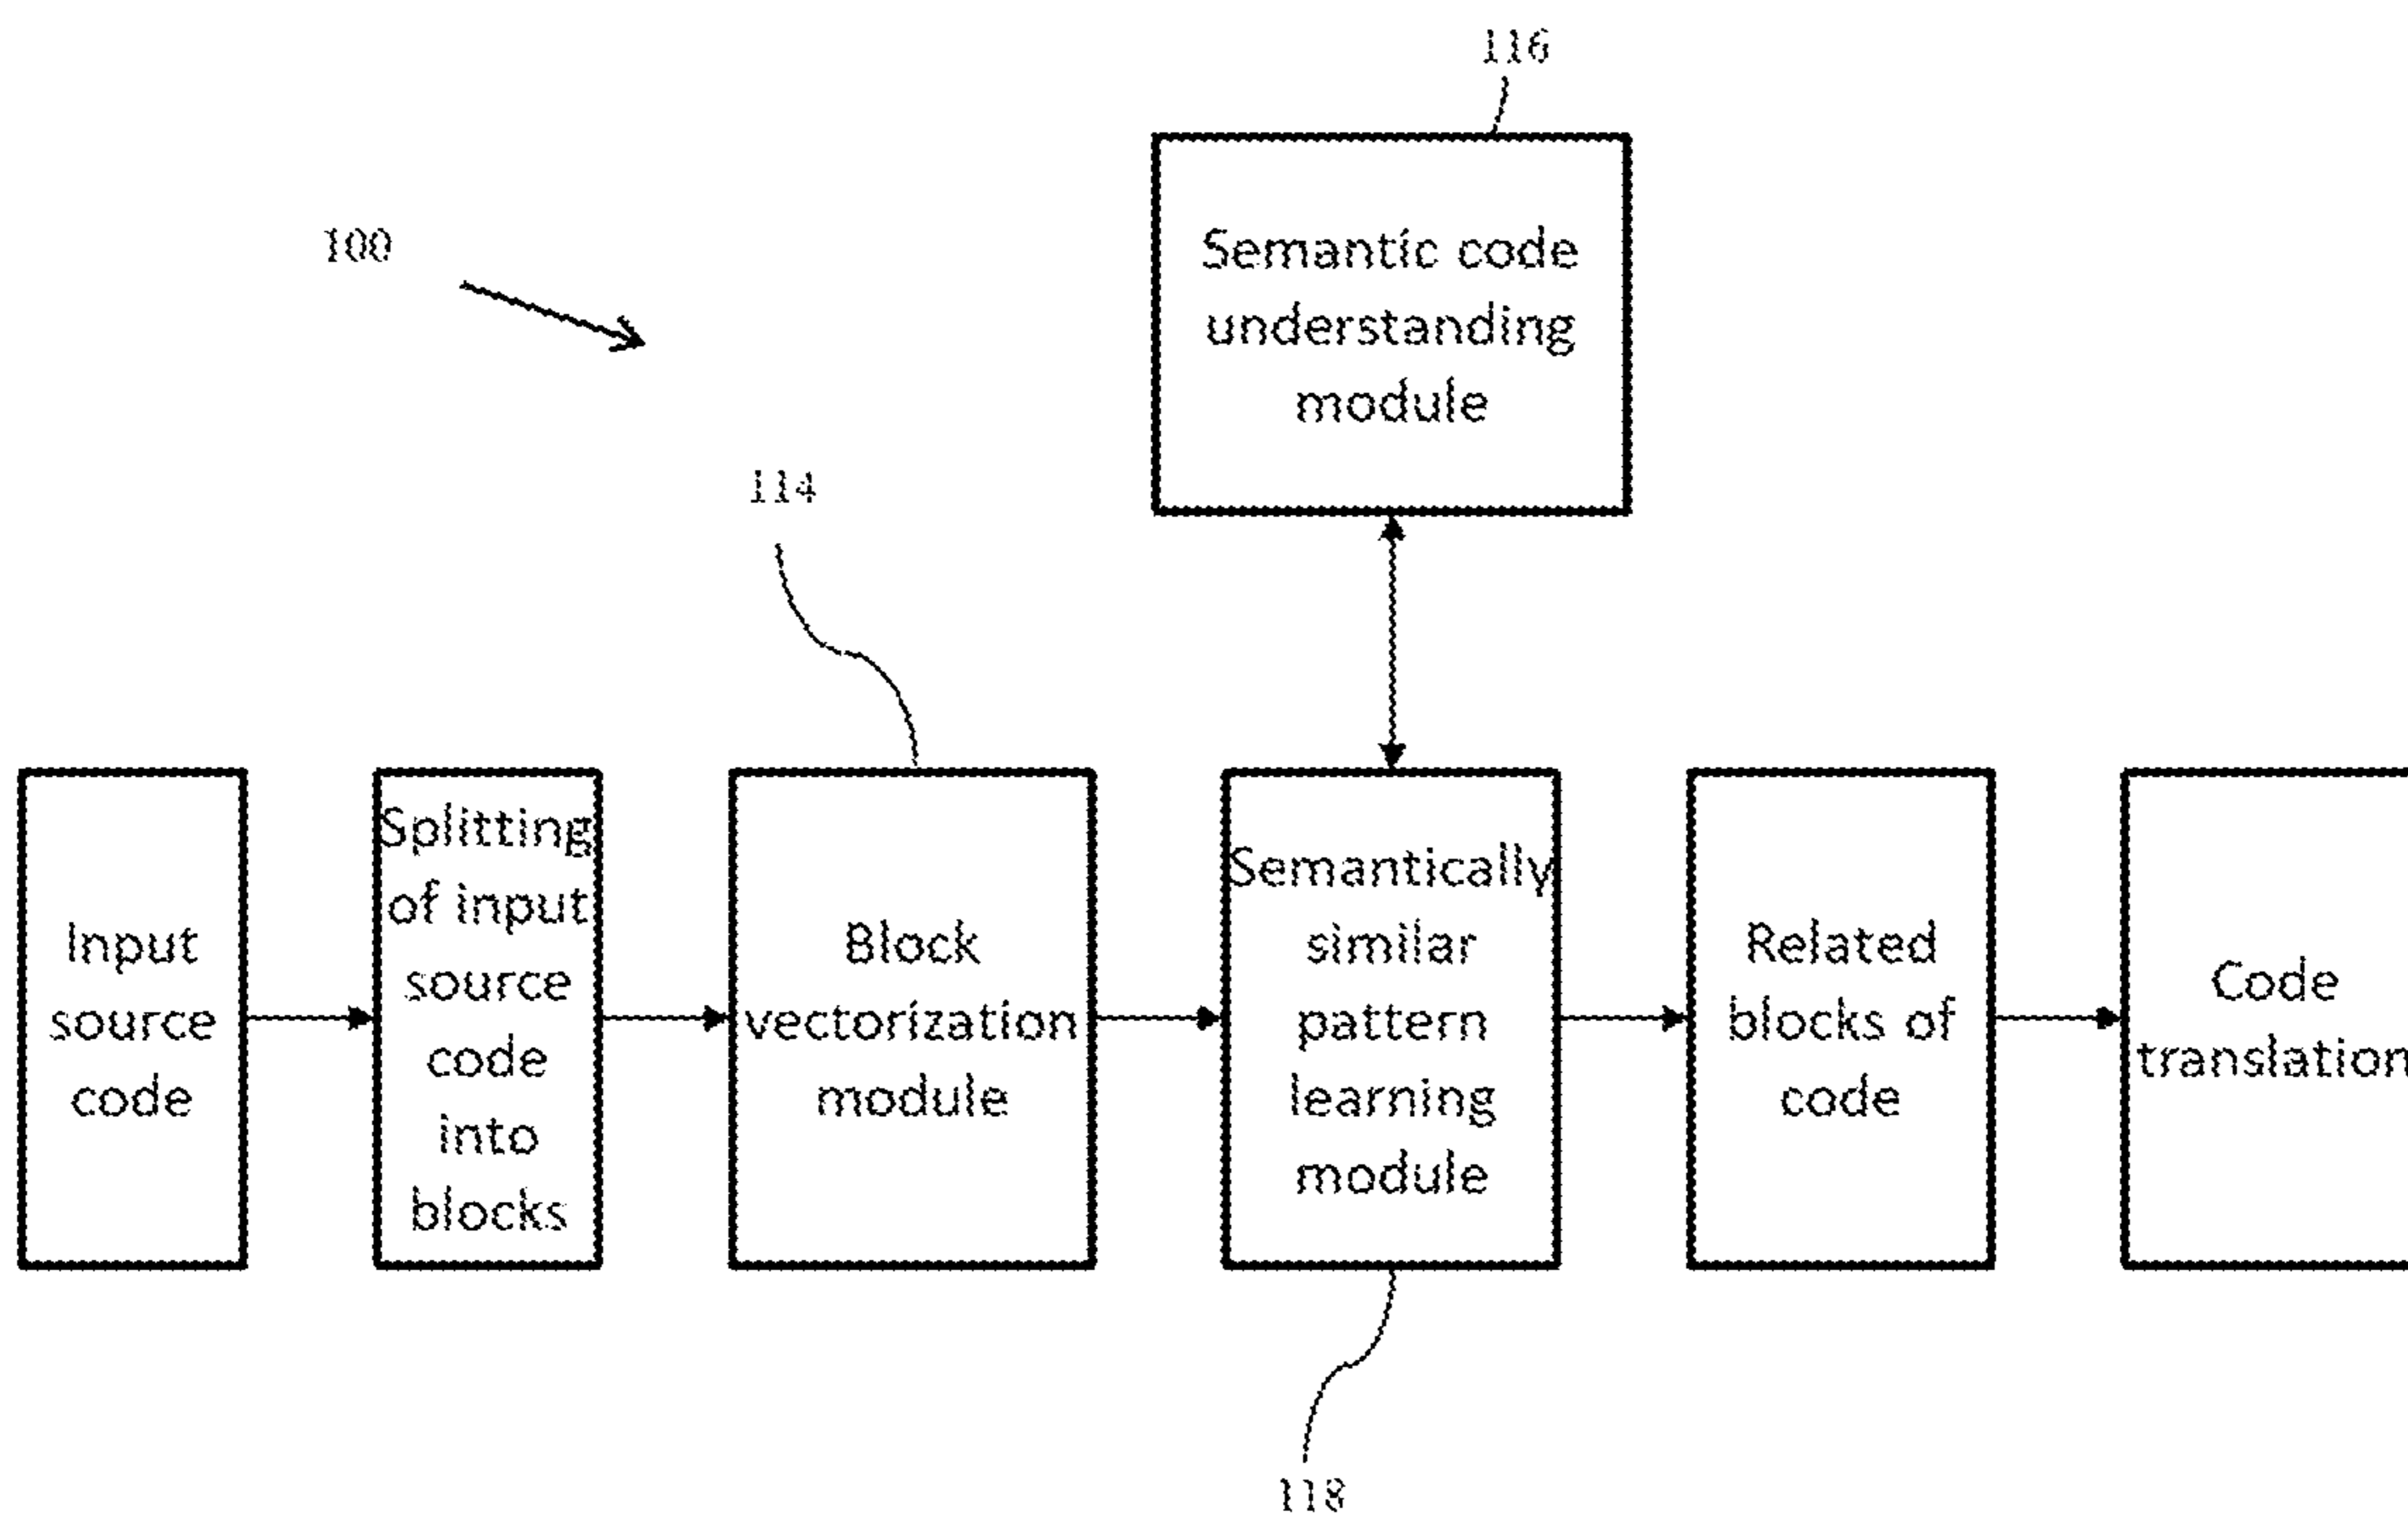 116
Semantic code
understanding
module
100
114
Input
source
code
Splitting
of input
source
code
into
blocks
Block
vectorization
module
Semantically
similar
pattern
learning
module
Related
blocks of
code
Code
translation
118